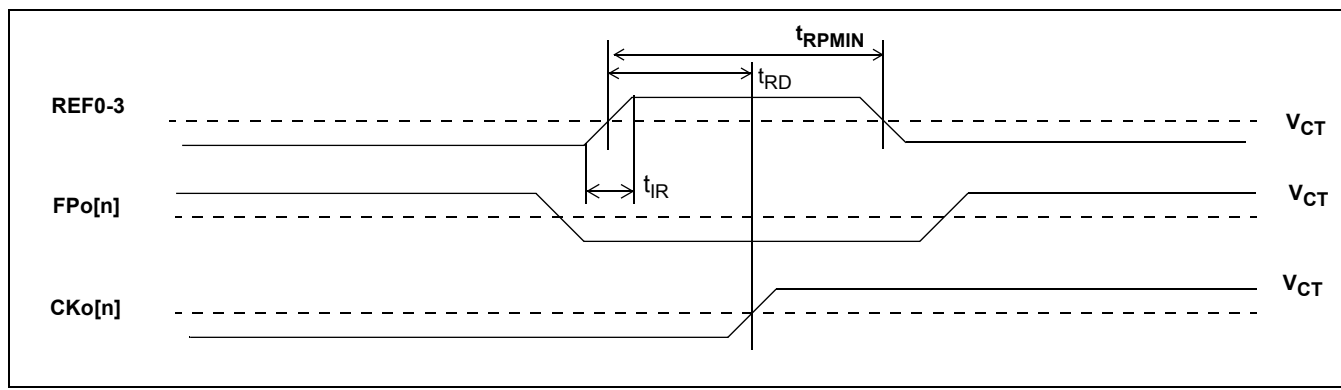 tRPMIN
tRD
REF0-3
VCT
tIR
FPo[n]
VCT
CKo[n]
VCT